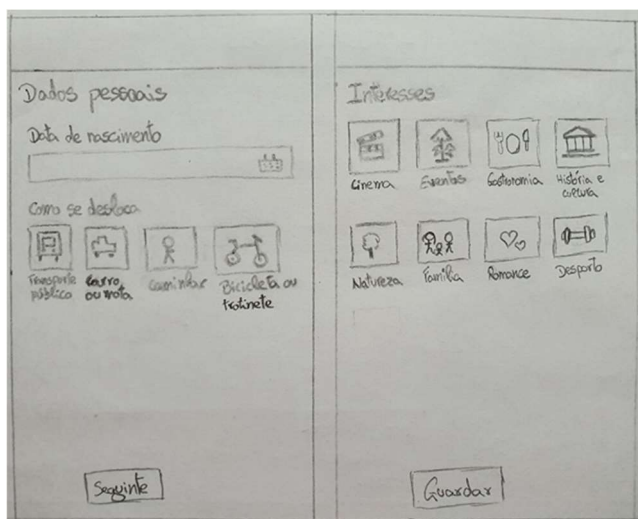 Dados pessoais
Data de nascimento
Como se desloca
Transporte público
carro ou mota
Caminhar
Bicicleta ou trotinete
Seguinte
Interesses
Cinema
Eventos
Gastronomia
História e cultura
Natureza
Família
Romance
Desporto
Guardar